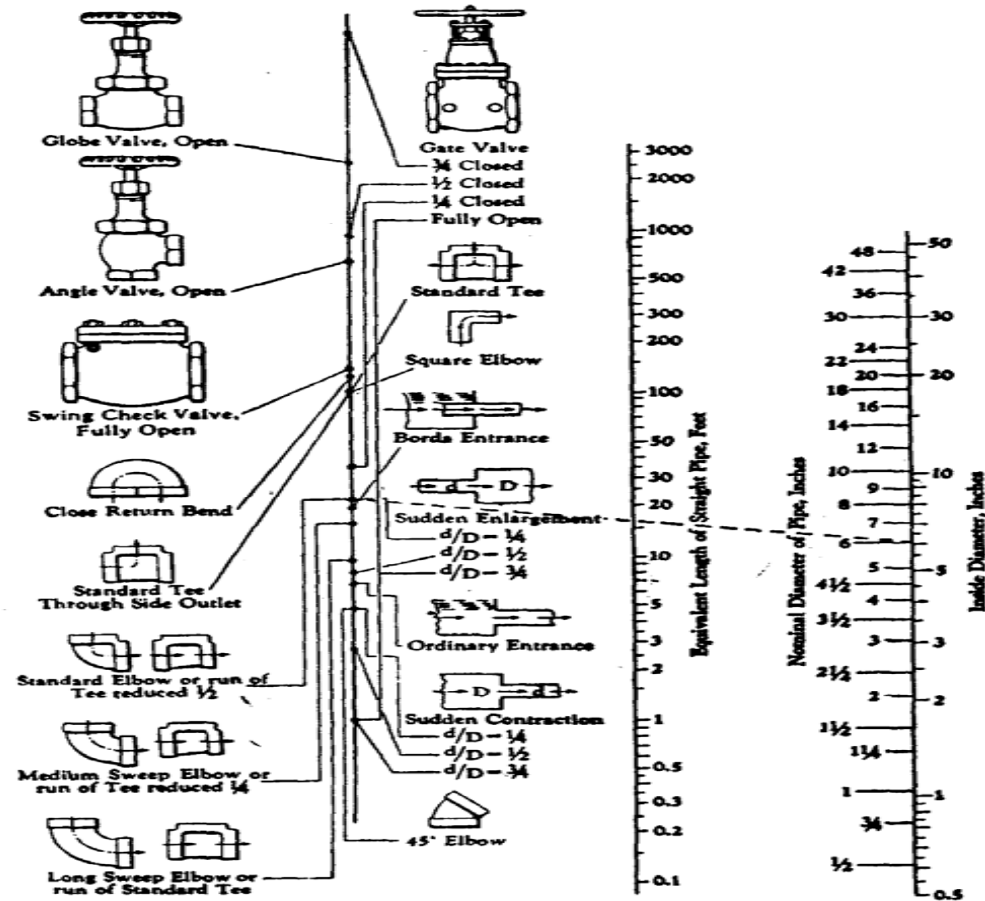 Globe Valve, Open
Angle Valve, Open
Swing Check Valve,
Fully Open
Close Return Bend
Standard Tee
Through Side Outlet
Standard Elbow or run of
Tee reduced ½
Medium Sweep Elbow or
run of Tee reduced ¼
Long Sweep Elbow or
run of Standard Tee
Gate Valve
¾ Closed
½ Closed
¼ Closed
Fully Open
Standard Tee
Square Elbow
Borda Entrance
d
D
Sudden Enlargement
d/D = ¼
d/D = ½
d/D = ¾
Ordinary Entrance
D
d
Sudden Contraction
d/D = ¼
d/D = ½
d/D = ¾
45° Elbow
3000
2000
1000
500
300
200
100
50
30
20
10
5
3
2
1
0.5
0.3
0.2
0.1
Equivalent Length of Straight Pipe, Feet
Nominal Diameter of Pipe, Inches
48
42
36
30
24
22
20
18
16
14
12
10
9
8
7
6
5
4½
4
3½
3
2½
2
1½
1¼
1
¾
½
50
30
20
10
5
3
2
1
0.5
Inside Diameter, Inches